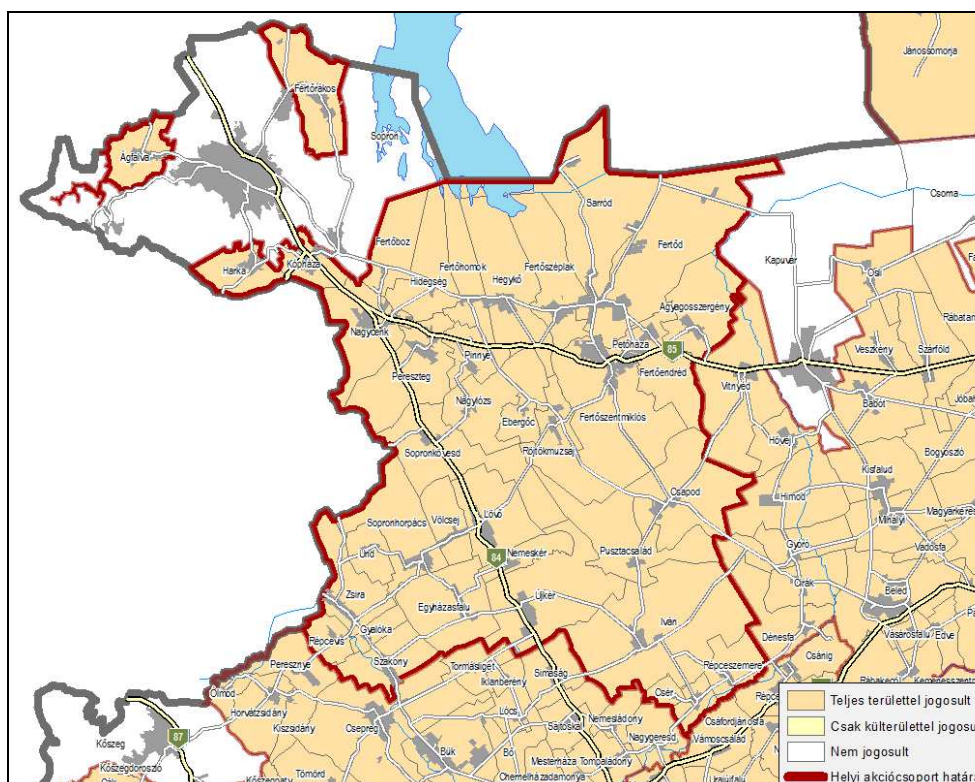 Jánossomorja
Fertőrákos
Sopron
Ágfalva
Csorna
Sarród
Fertőd
Fertőboz
Kapuvár
Harka
Kópháza
Fertőhomok
Fertőszéplak
Osli
Hidegség
Hegykő
Agyagosszergény
Rábatam
Nagycenk
Petőháza
85
Veszkény
Szárföld
Pinnye
Pereszteg
Fertőendréd
Vitnyéd
Babót
Nagylózs
Ebergőc
Fertőszentmiklós
Hövej
Bogyoszló
Sopronkövesd
Röjtökmuzsaj
Kisfalud
Himod
Csapod
Mihályi
Magyarkeres
Lövő
Völcsej
Sopronhorpács
Und
84
Nemeskér
Pusztacsalád
Gyóró
Vadosfa
Cirák
Beled
Zsira
Egyházasfalu
Újkér
Gyalóka
Iván
Dénesfa
Vásárosfalu
Edve
Répcevis
Szakony
Csánig
Peresznye
Tormásliget
Simaság
Répceszemere
Iklanberény
Ólmod
Csér
Horvátzsidány
Kiszsidány
Csepreg
Lócs
Sajtoskál
Nemesládony
Csáfordjánosfa
Nagygeresd
Vámoscsalád
87
Kőszeg
Kőszegdoroszló
Bük
Bő
Tompaládony
Mesterháza
Tömörd
Chernelházadamonya
Teljes területtel jogosult
Csak külterülettel jogosu
Nem jogosult
Helyi akciócsoport határ